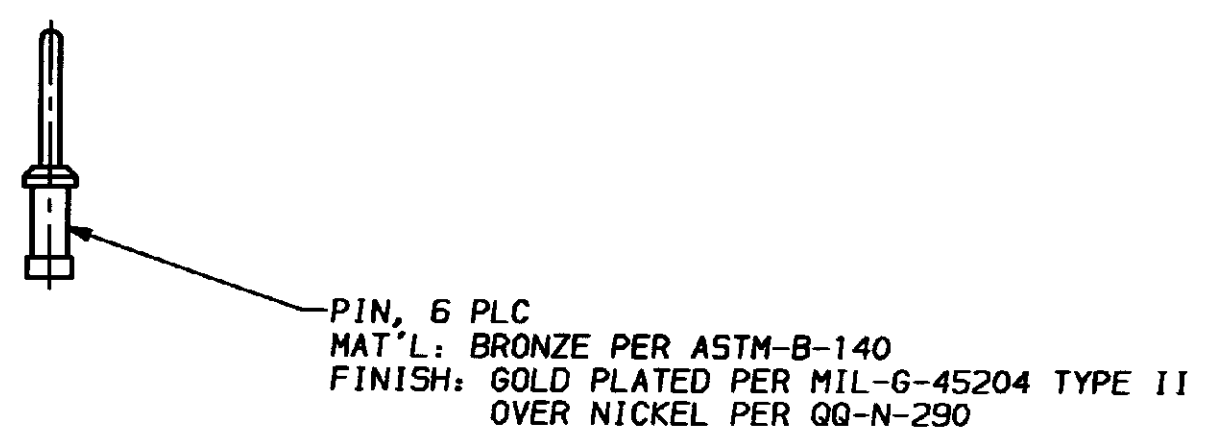 PIN, 6 PLC
MAT'L: BRONZE PER ASTM-B-140
FINISH: GOLD PLATED PER MIL-G-45204 TYPE II
OVER NICKEL PER QQ-N-290